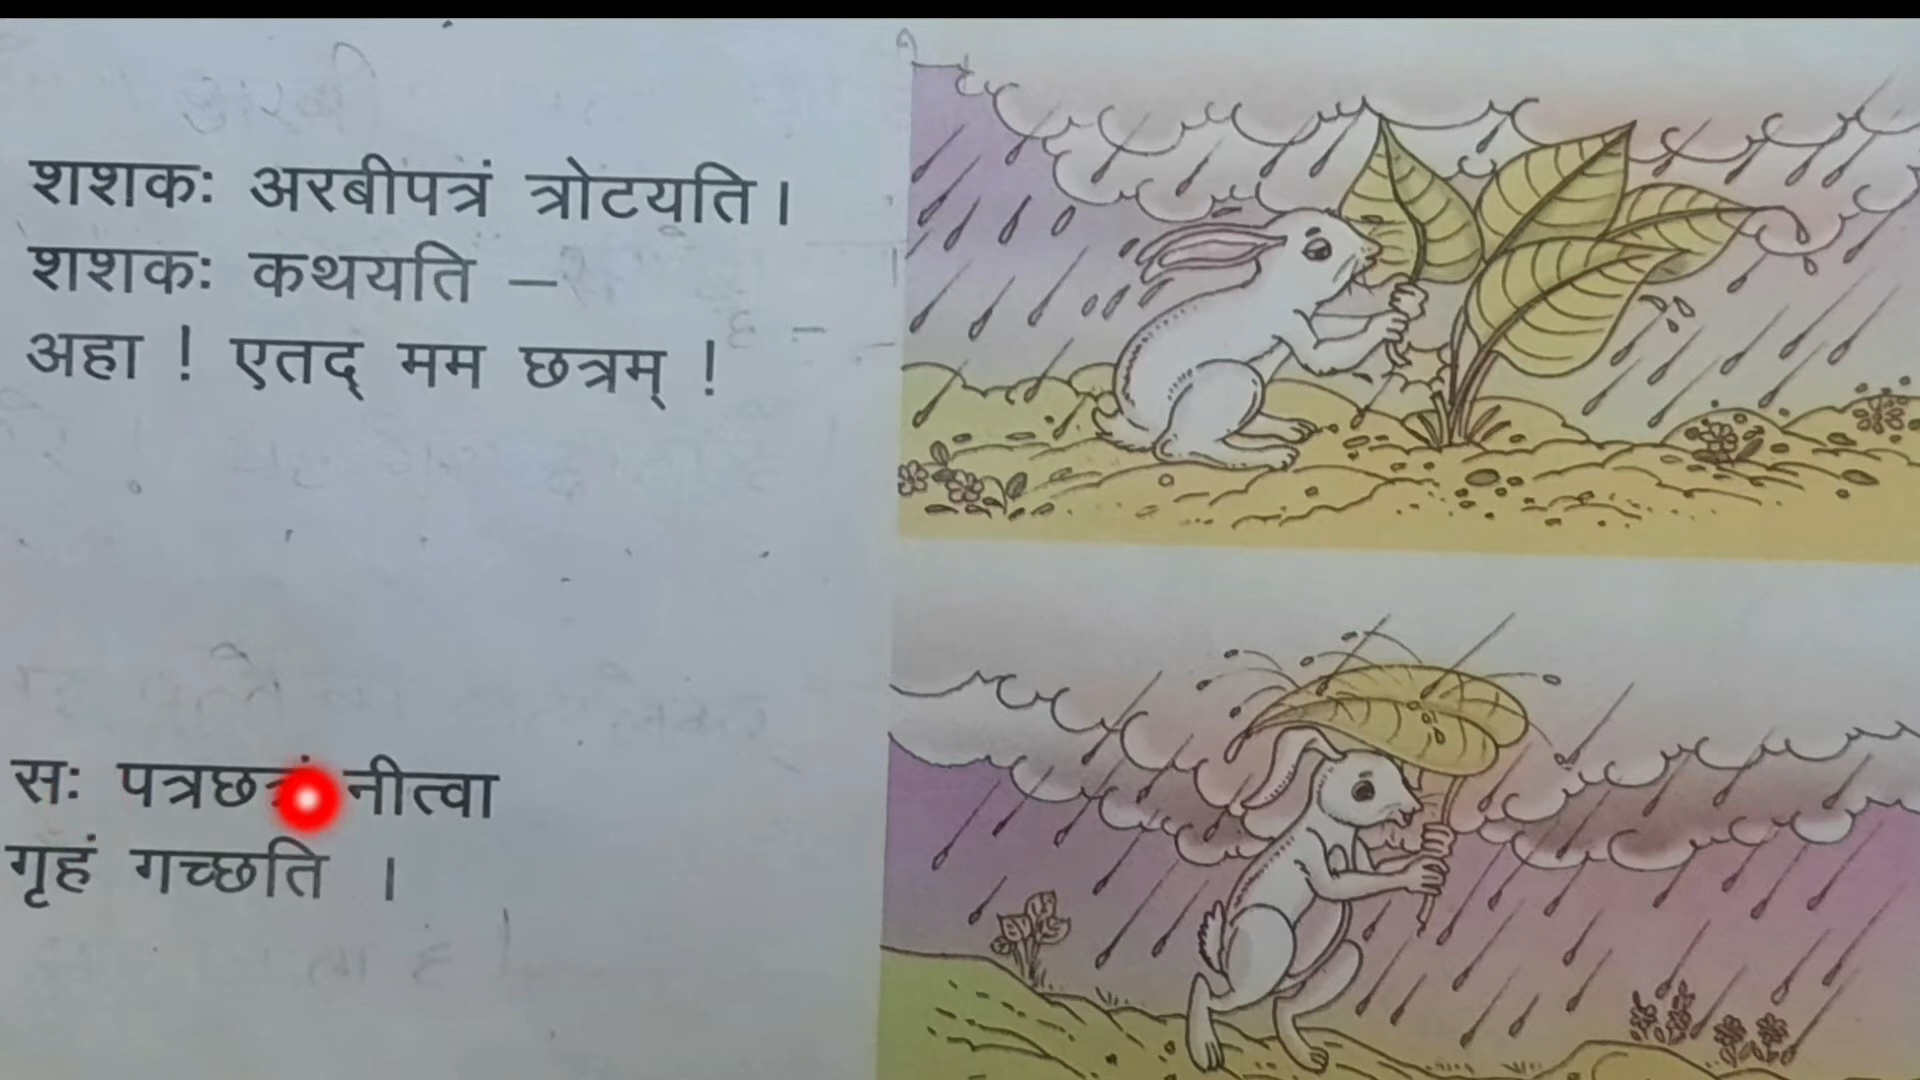 शशकः अरबीपत्रं त्रोटयति।
शशकः कथयति –
अहा ! एतद् मम छत्रम् !
सः पत्रछत्रं नीत्वा
गृहं गच्छति ।